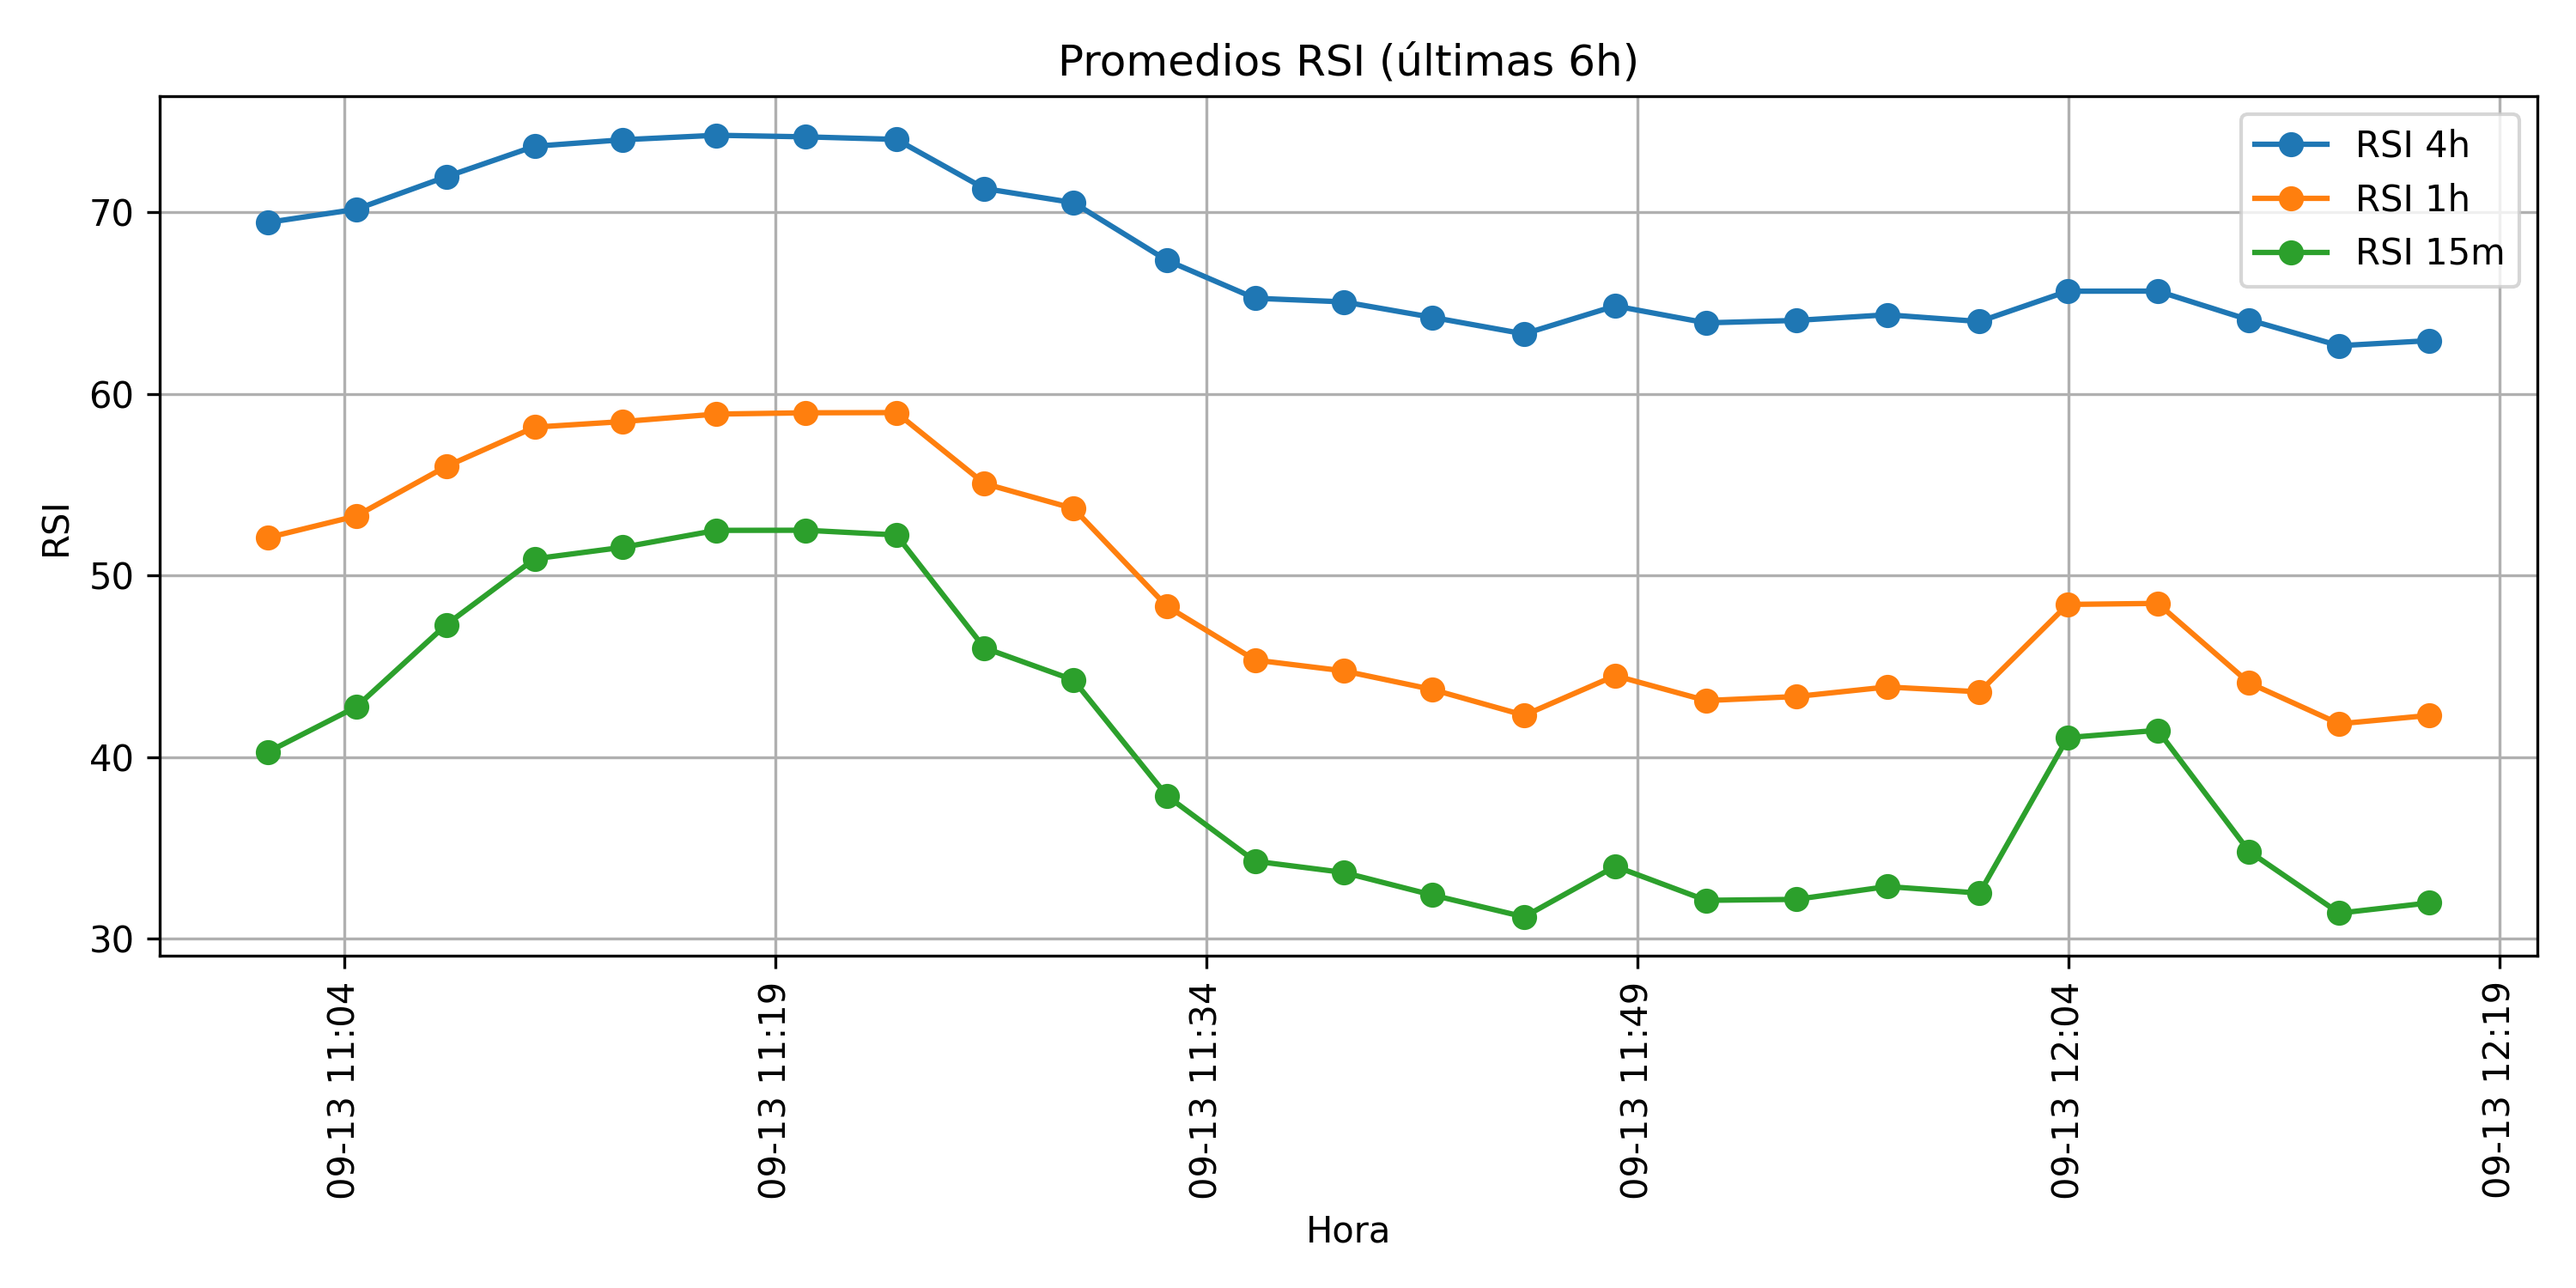 Promedios RSI (últimas 6h)
RSI 4h
RSI 1h
RSI 15m
RSI
70
60
50
40
30
09-13 11:04
09-13 11:19
09-13 11:34
09-13 11:49
09-13 12:04
09-13 12:19
Hora